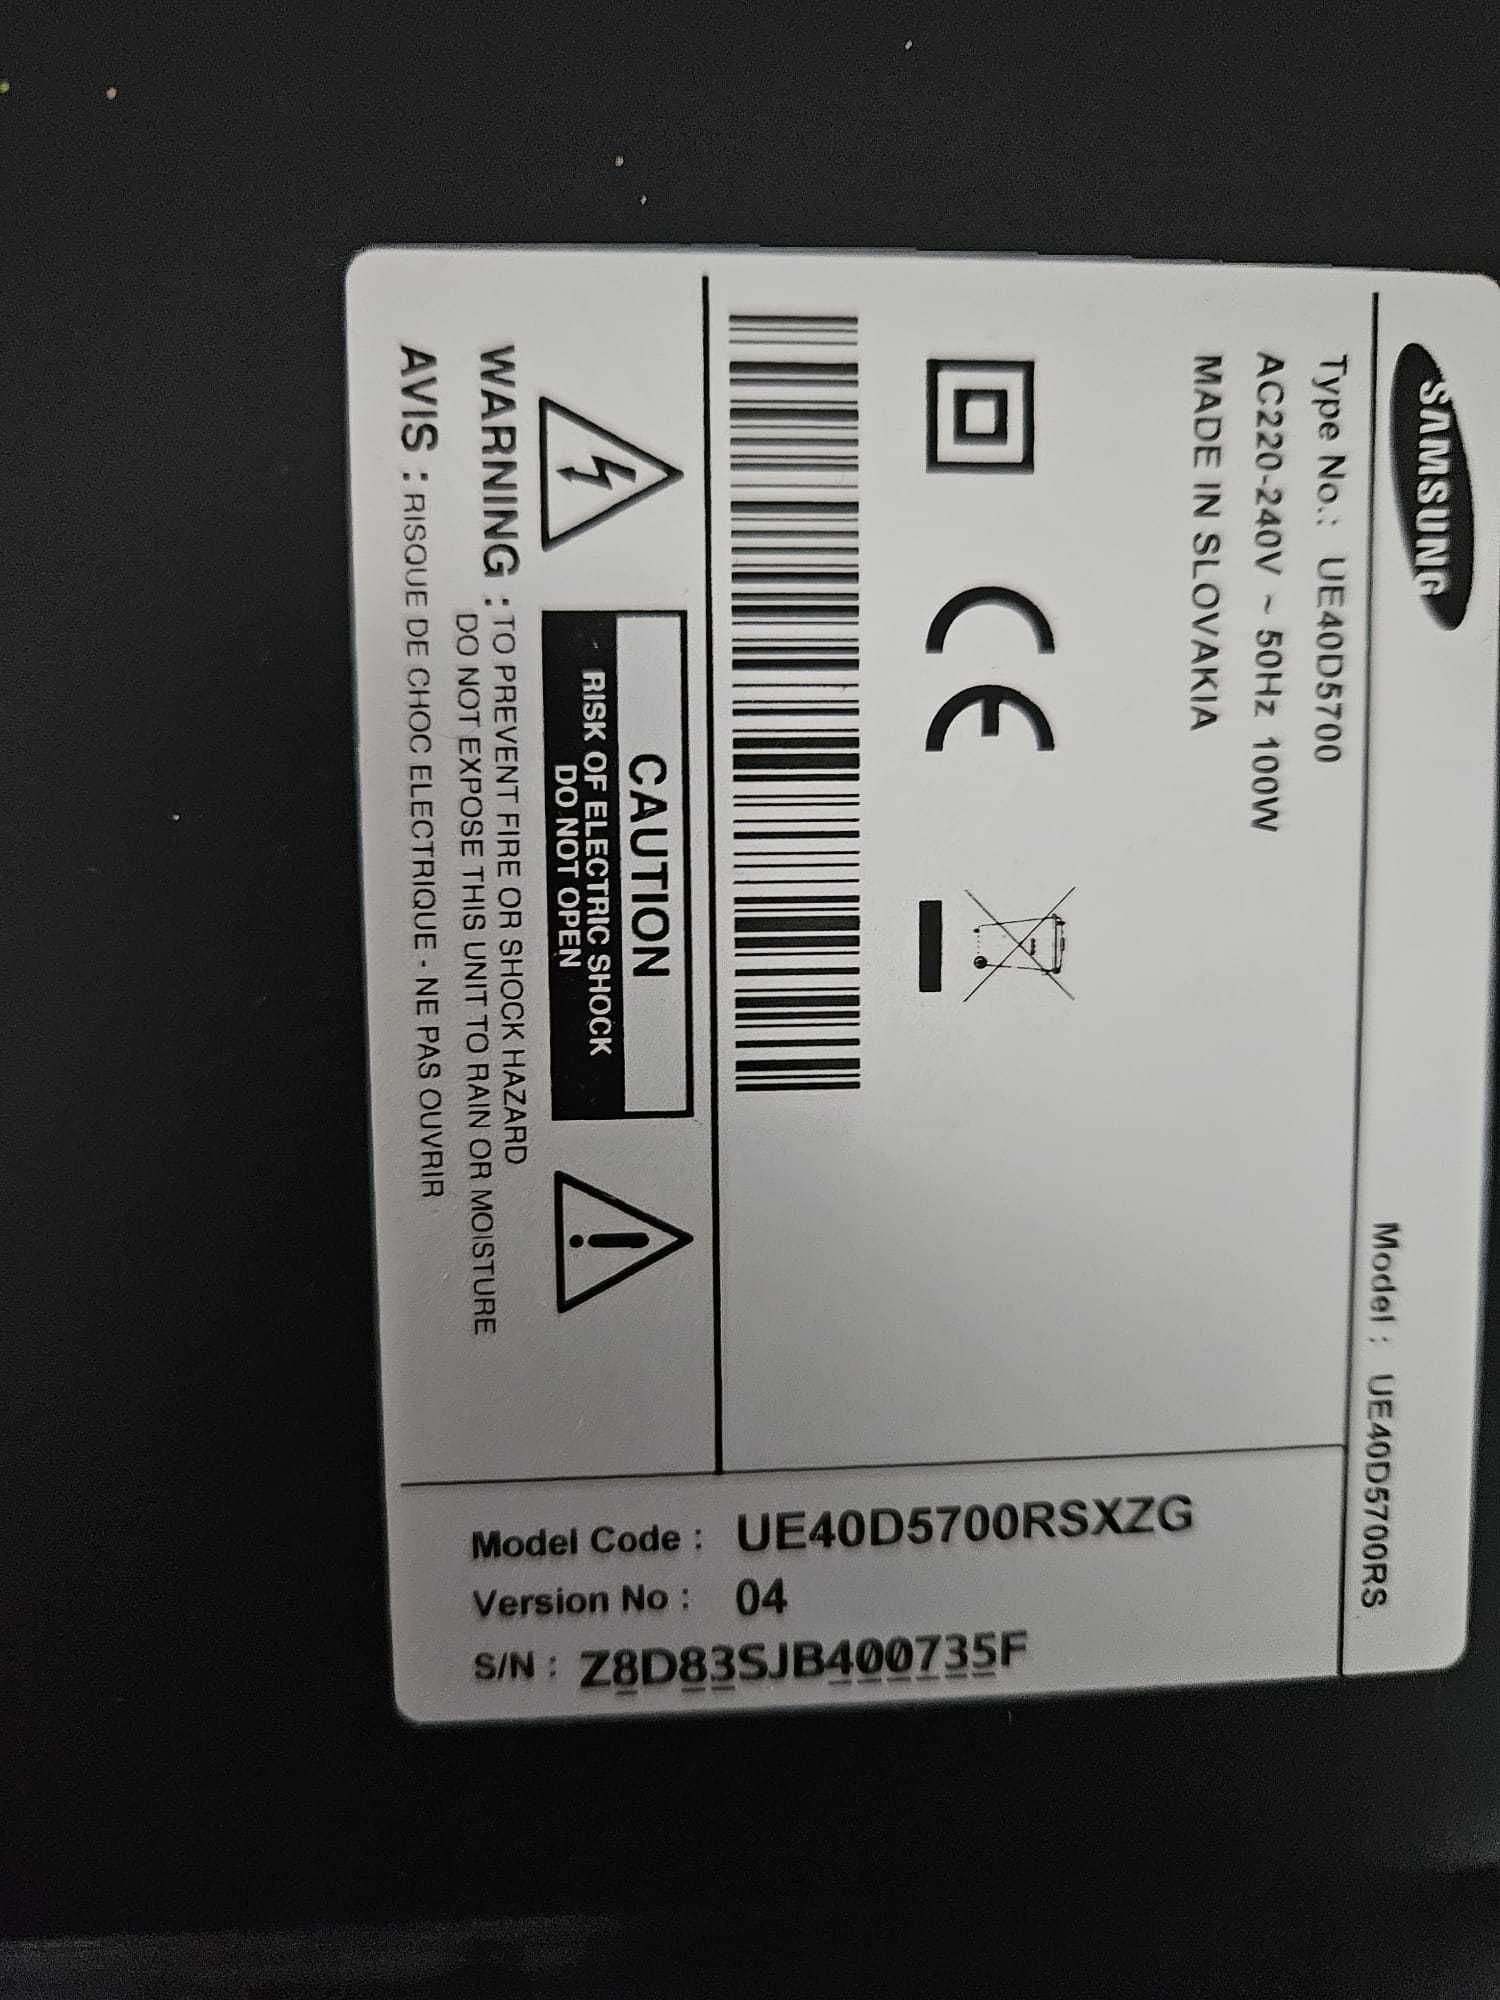 SAMSUNG
Model : UE40D5700RS
Type No.: UE40D5700
AC220-240V ~ 50Hz 100W
MADE IN SLOVAKIA
CE
CAUTION
RISK OF ELECTRIC SHOCK
DO NOT OPEN
WARNING : TO PREVENT FIRE OR SHOCK HAZARD
DO NOT EXPOSE THIS UNIT TO RAIN OR MOISTURE
AVIS : RISQUE DE CHOC ELECTRIQUE - NE PAS OUVRIR
Model Code : UE40D5700RSXZG
Version No : 04
S/N : Z8D83SJB400735F